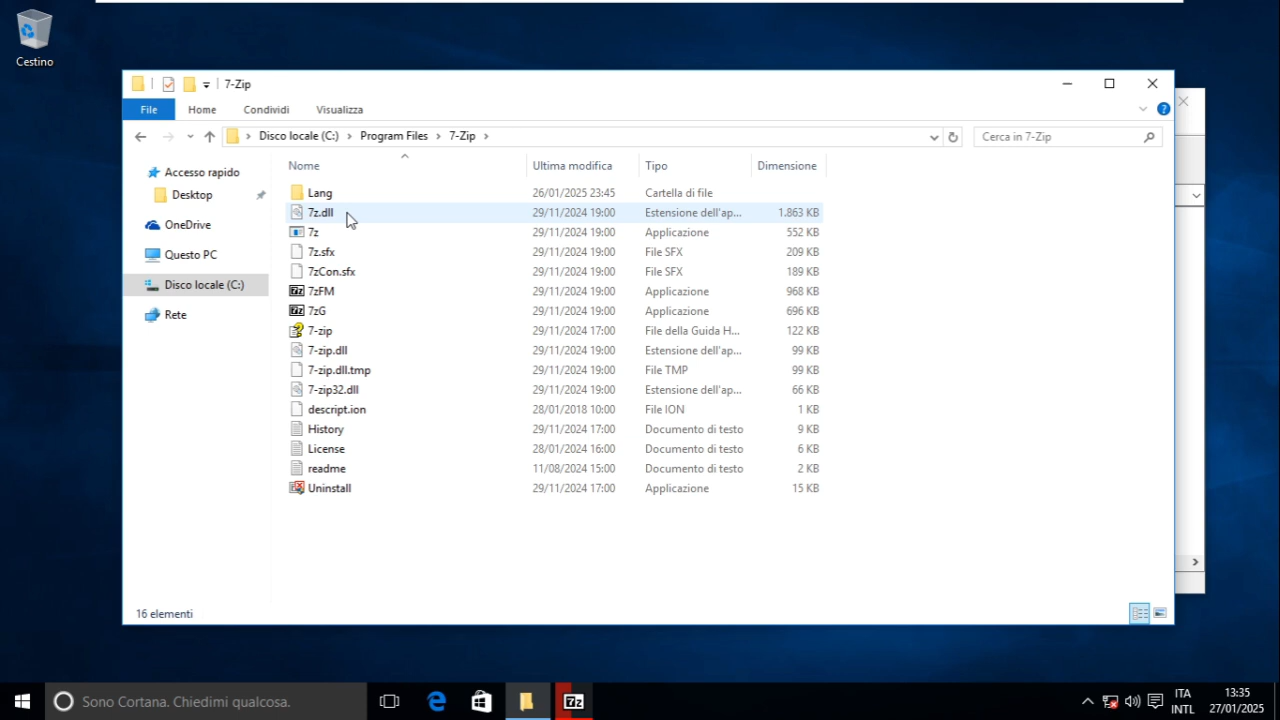 Cestino
7-Zip
File Home Condividi Visualizza
Disco locale (C:) Program Files 7-Zip
Cerca in 7-Zip
Accesso rapido
Desktop
OneDrive
Questo PC
Disco locale (C:)
Rete
Nome Ultima modifica Tipo Dimensione
Lang 26/01/2025 23:45 Cartella di file
7z.dll 29/11/2024 19:00 Estensione dell'ap... 1.863 KB
7z 29/11/2024 19:00 Applicazione 552 KB
7z.sfx 29/11/2024 19:00 File SFX 209 KB
7zCon.sfx 29/11/2024 19:00 File SFX 189 KB
7zFM 29/11/2024 19:00 Applicazione 968 KB
7zG 29/11/2024 19:00 Applicazione 696 KB
7-zip 29/11/2024 17:00 File della Guida H... 122 KB
7-zip.dll 29/11/2024 19:00 Estensione dell'ap... 99 KB
7-zip.dll.tmp 29/11/2024 19:00 File TMP 99 KB
7-zip32.dll 29/11/2024 19:00 Estensione dell'ap... 66 KB
descript.ion 28/01/2018 10:00 File ION 1 KB
History 29/11/2024 17:00 Documento di testo 9 KB
License 28/01/2024 16:00 Documento di testo 6 KB
readme 11/08/2024 15:00 Documento di testo 2 KB
Uninstall 29/11/2024 17:00 Applicazione 15 KB
16 elementi
Sono Cortana. Chiedimi qualcosa.
7z
ITA
INTL
13:35
27/01/2025